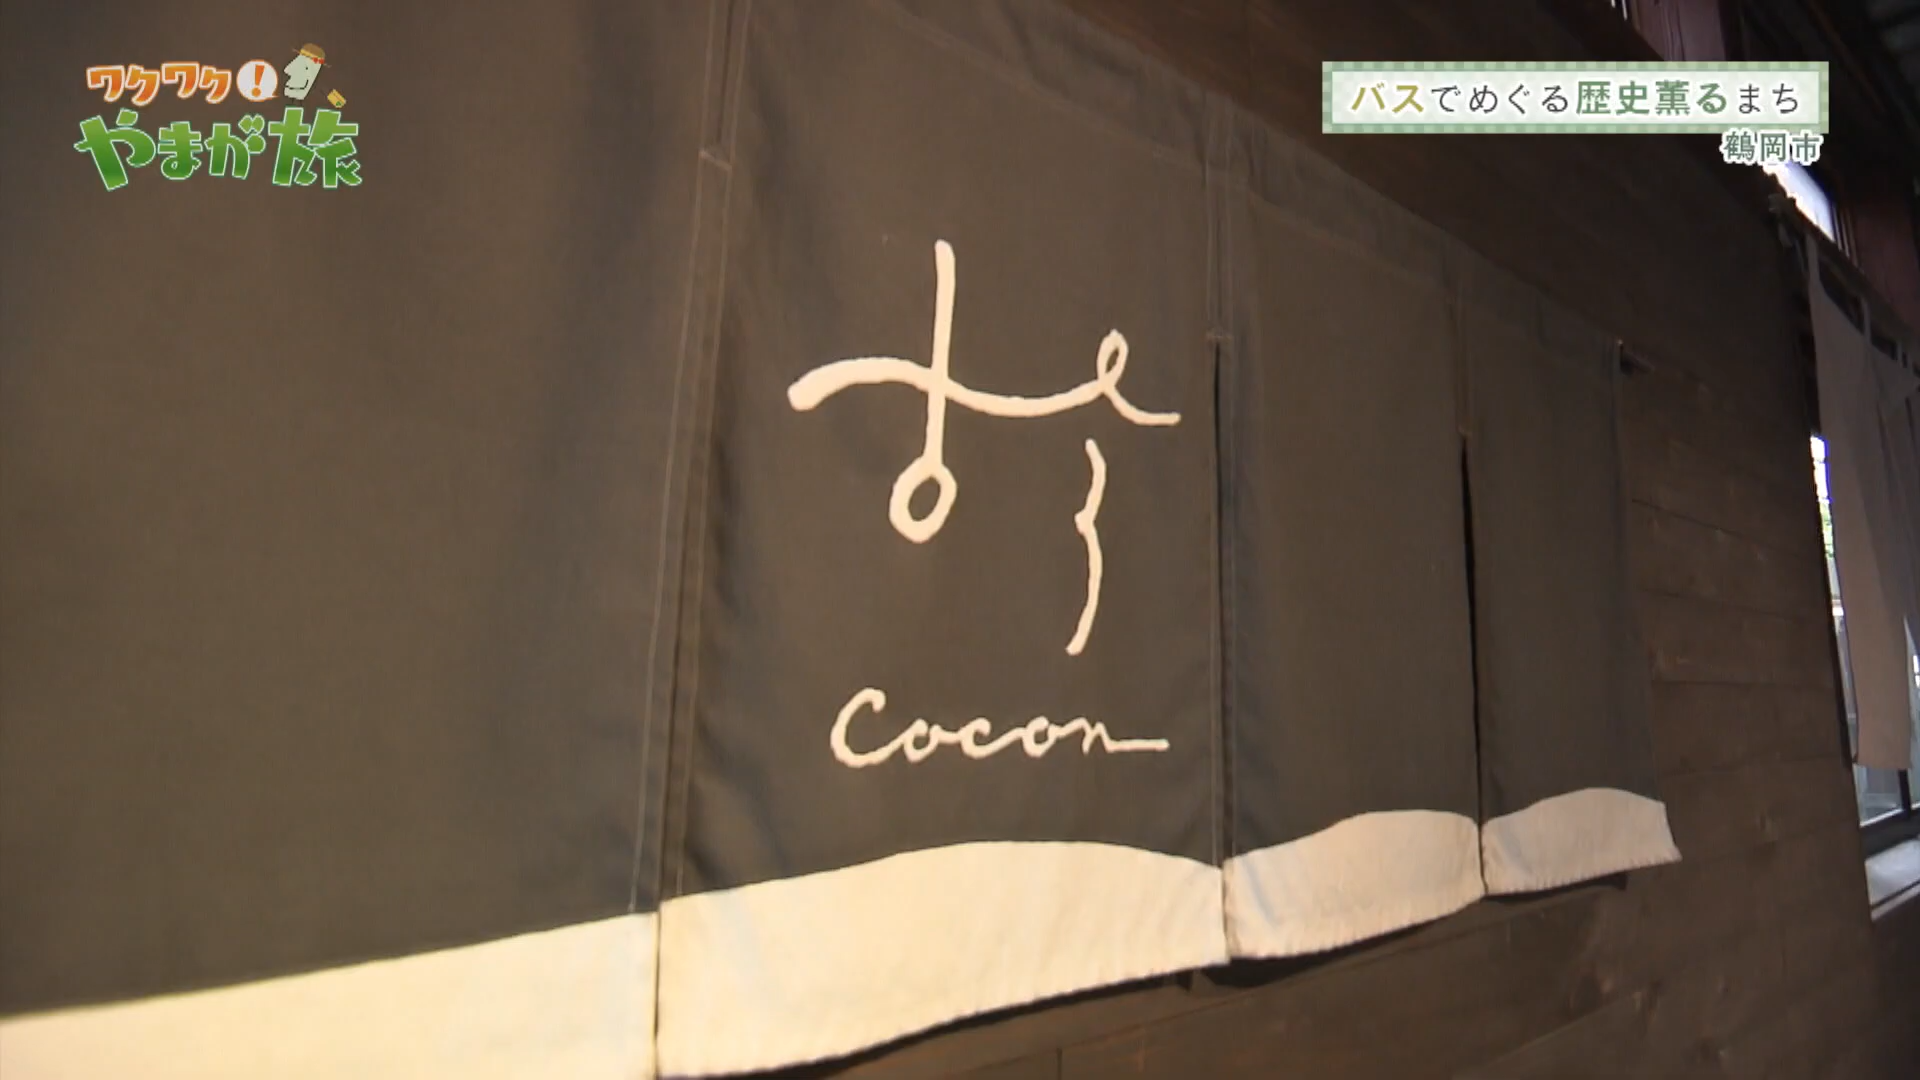 ワクワク!
やまが旅
バスでめぐる歴史薫るまち
鶴岡市
cocon